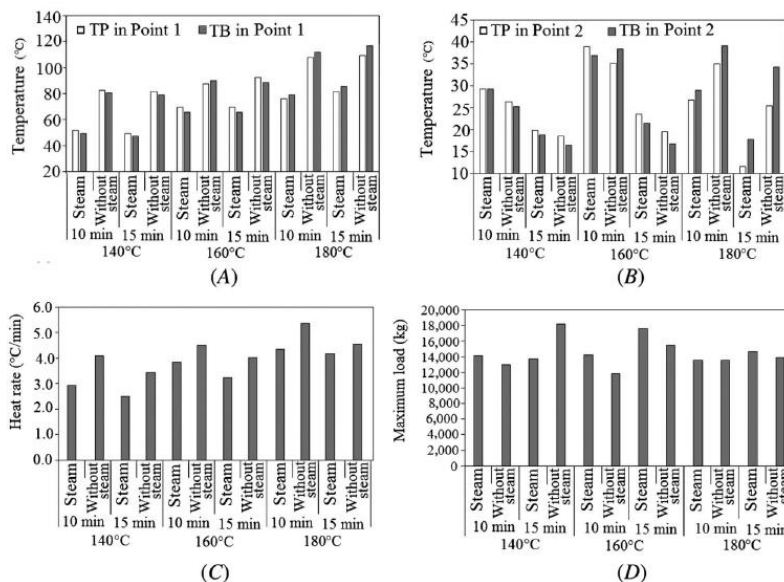 TP in Point 1 TB in Point 1
Temperature (°C)
140
120
100
80
60
40
20
Steam
Without steam
Steam
Without steam
Steam
Without steam
Steam
Without steam
Steam
Without steam
Steam
Without steam
10 min 15 min 10 min 15 min 10 min 15 min
140°C 160°C 180°C
(A)
TP in Point 2 TB in Point 2
Temperature (°C)
45
40
35
25
30
20
15
10
Steam
Without steam
Steam
Without steam
Steam
Without steam
Steam
Without steam
Steam
Without steam
Steam
Without steam
10 min 15 min 10 min 15 min 10 min 15 min
140°C 160°C 180°C
(B)
Heat rate (°C/min)
6.0
5.0
4.0
3.0
2.0
1.0
0.0
Steam
Without steam
Steam
Without steam
Steam
Without steam
Steam
Without steam
Steam
Without steam
Steam
Without steam
10 min 15 min 10 min 15 min 10 min 15 min
140°C 160°C 180°C
(C)
Maximum load (kg)
20,000
18,000
16,000
14,000
12,000
10,000
8,000
6,000
4,000
2,000
0
Steam
Without steam
Steam
Without steam
Steam
Without steam
Steam
Without steam
Steam
Without steam
Steam
Without steam
10 min 15 min 10 min 15 min 10 min 15 min
140°C 160°C 180°C
(D)